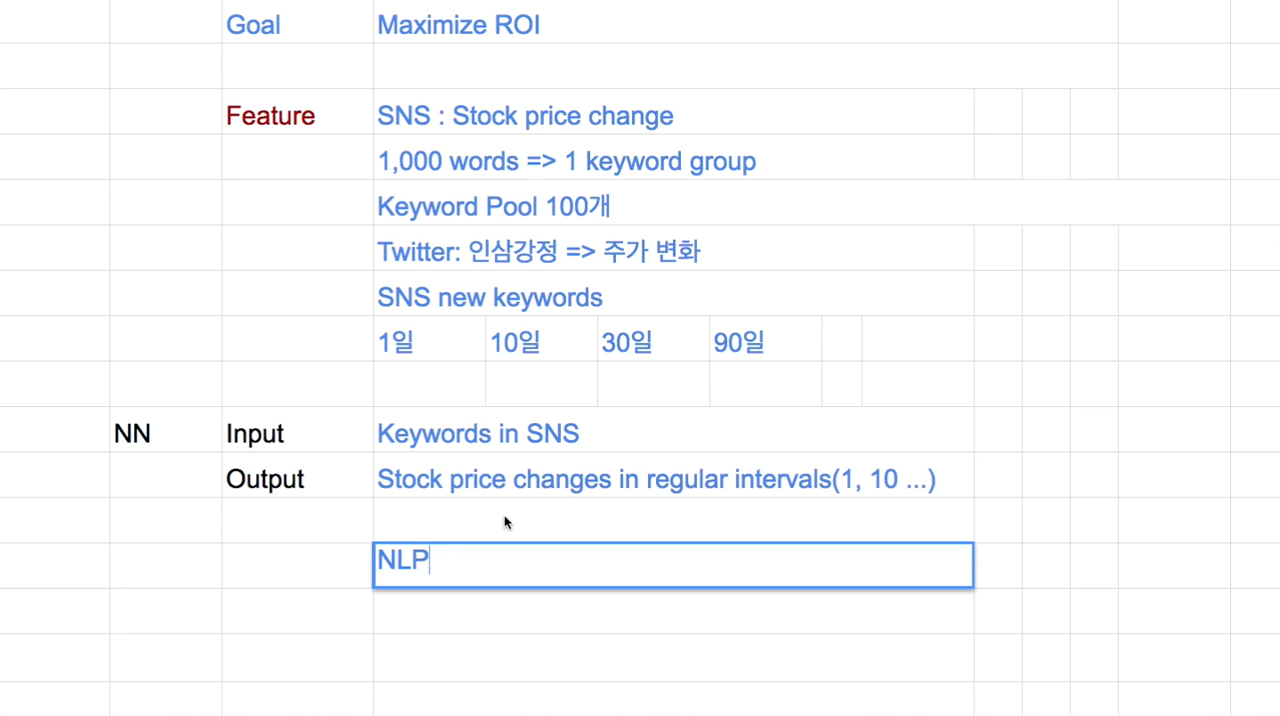 Goal Maximize ROI
Feature SNS : Stock price change
1,000 words => 1 keyword group
Keyword Pool 100개
Twitter: 인삼강정 => 주가 변화
SNS new keywords
1일 10일 30일 90일
NN Input Keywords in SNS
Output Stock price changes in regular intervals(1, 10 ...)
NLP